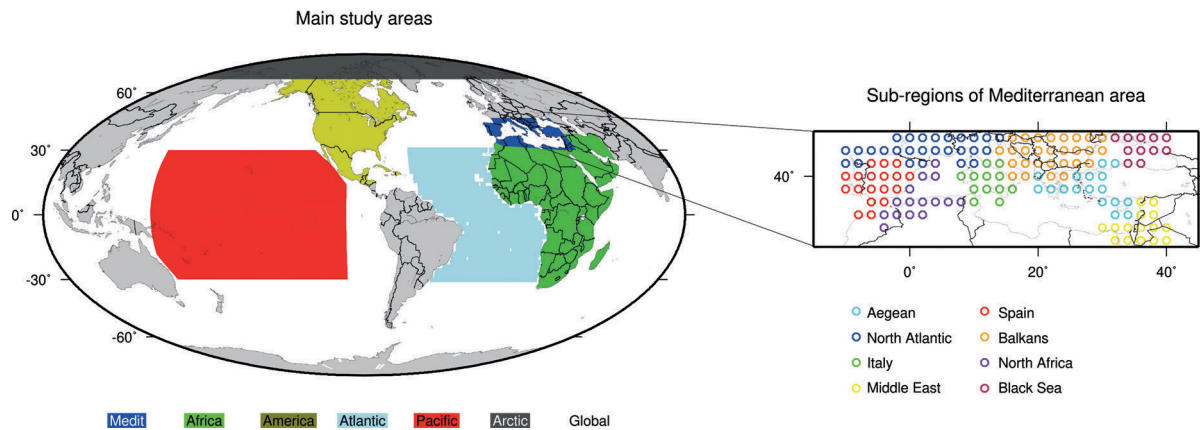 Main study areas
60°
30°
0°
-30°
-60°
Medit Africa America Atlantic Pacific Arctic Global
Sub-regions of Mediterranean area
40°
0° 20° 40°
Aegean Spain
North Atlantic Balkans
Italy North Africa
Middle East Black Sea